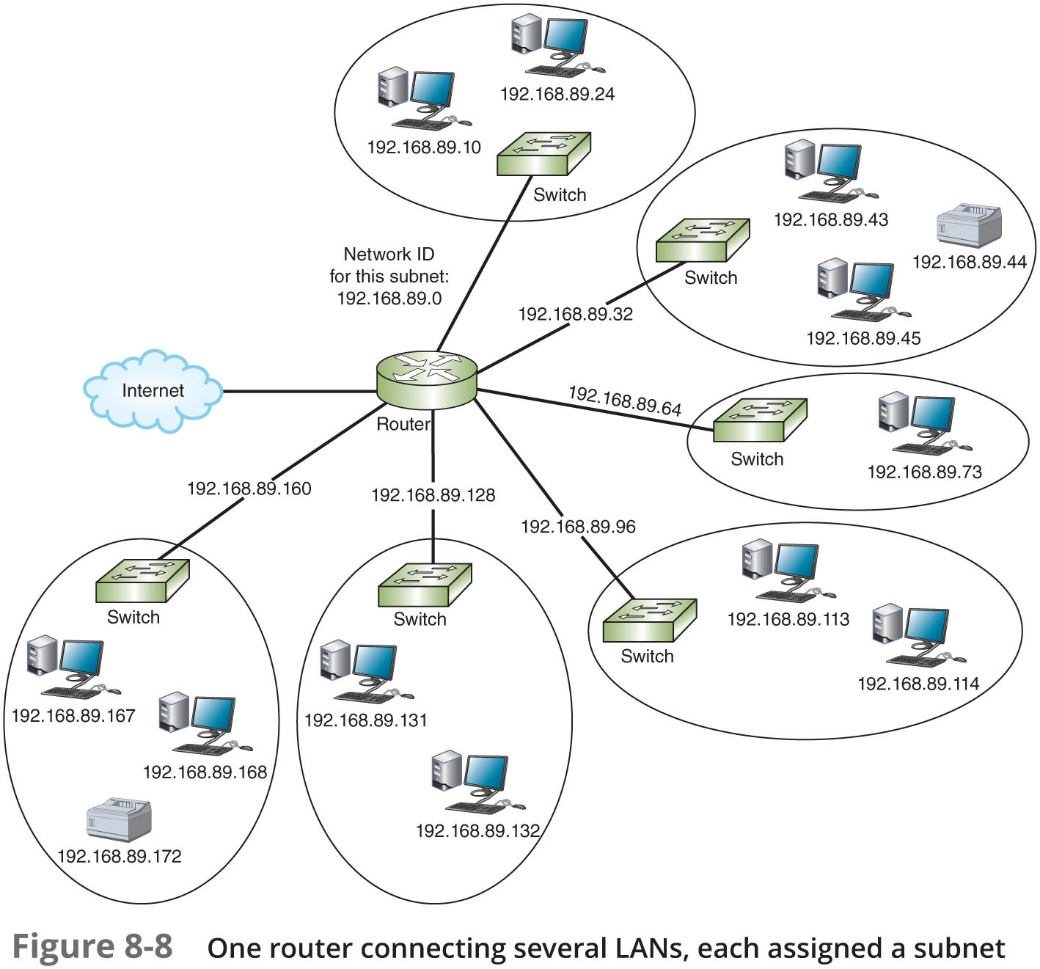 192.168.89.24
192.168.89.10
Switch
Network ID
for this subnet:
192.168.89.0
192.168.89.43
192.168.89.44
Switch
192.168.89.45
192.168.89.32
Internet
Router
192.168.89.64
Switch
192.168.89.73
192.168.89.160
192.168.89.128
192.168.89.96
Switch
192.168.89.113
192.168.89.114
Switch
192.168.89.131
192.168.89.132
Switch
192.168.89.167
192.168.89.168
192.168.89.172
Figure 8-8 One router connecting several LANs, each assigned a subnet